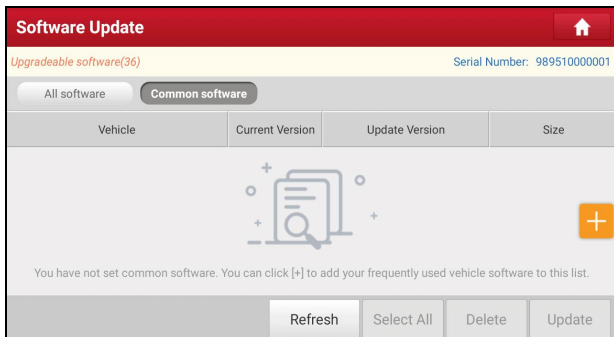 Software Update
Upgradeable software(36)
Serial Number: 989510000001
All software
Common software
Vehicle
Current Version
Update Version
Size
You have not set common software. You can click [+] to add your frequently used vehicle software to this list.
Refresh
Select All
Delete
Update